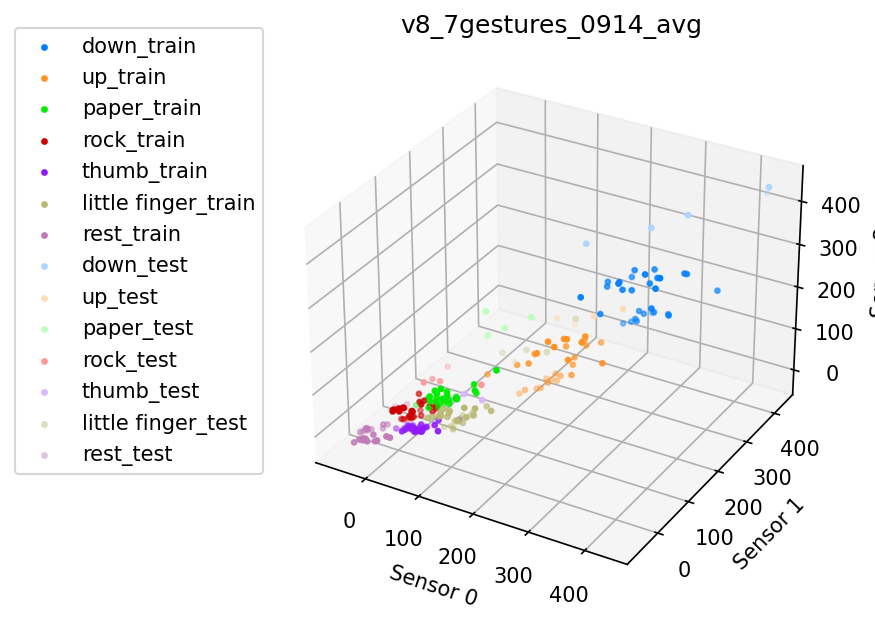 v8_7gestures_0914_avg
down_train
up_train
paper_train
rock_train
thumb_train
little finger_train
rest_train
down_test
up_test
paper_test
rock_test
thumb_test
little finger_test
rest_test
400
300
200
100
0
400
300
200
100
0
Sensor 1
0
100
200
300
400
Sensor 0